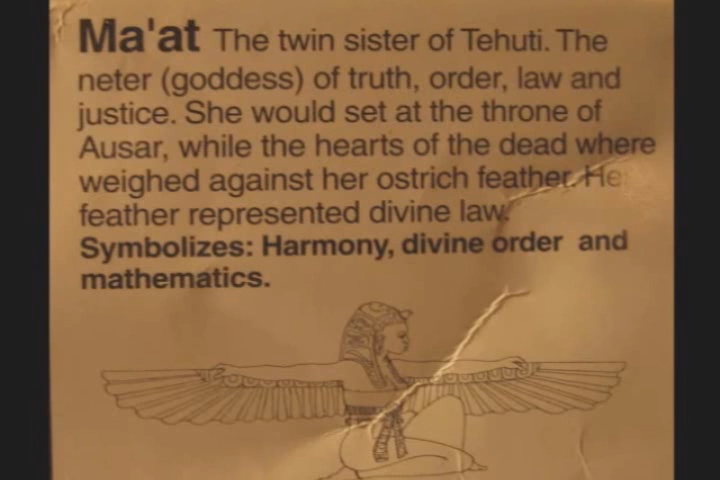 Ma'at The twin sister of Tehuti. The
neter (goddess) of truth, order, law and
justice. She would set at the throne of
Ausar, while the hearts of the dead where
weighed against her ostrich feather. He
feather represented divine law.
Symbolizes: Harmony, divine order and
mathematics.